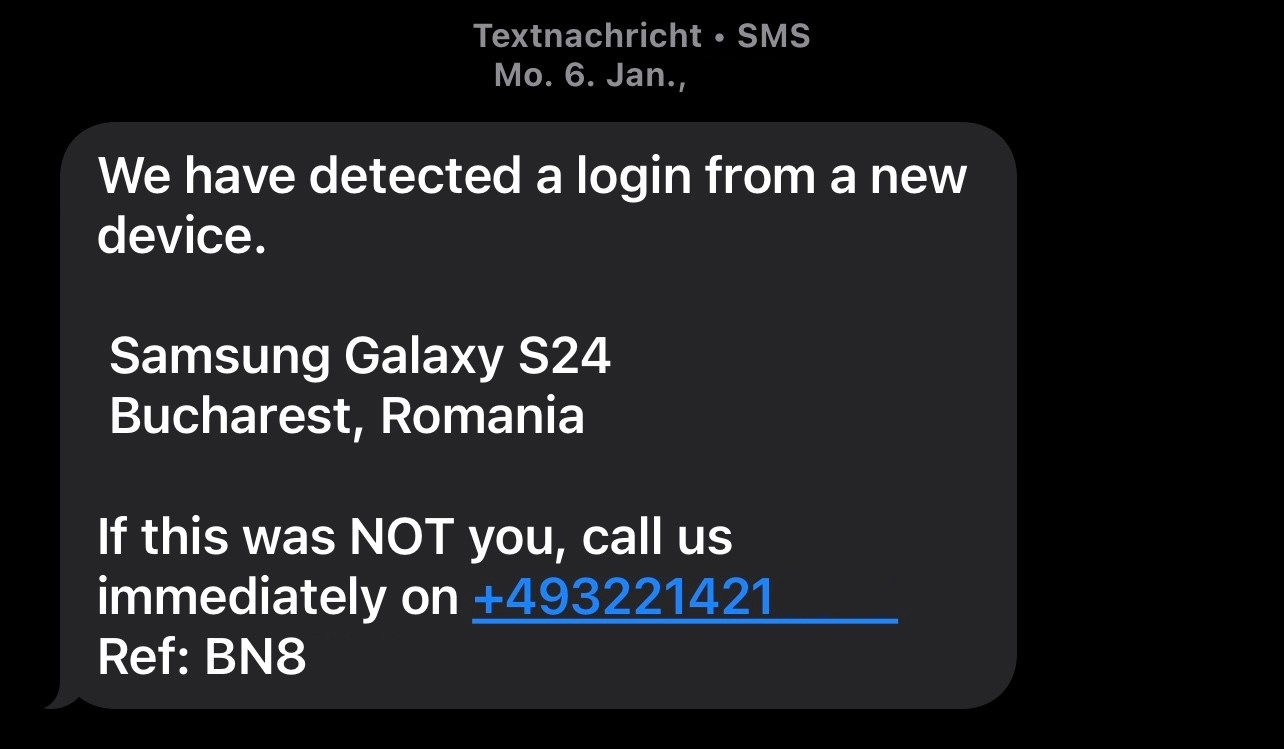 Textnachricht • SMS
Mo. 6. Jan.,
We have detected a login from a new
device.
Samsung Galaxy S24
Bucharest, Romania
If this was NOT you, call us
immediately on +493221421
Ref: BN8